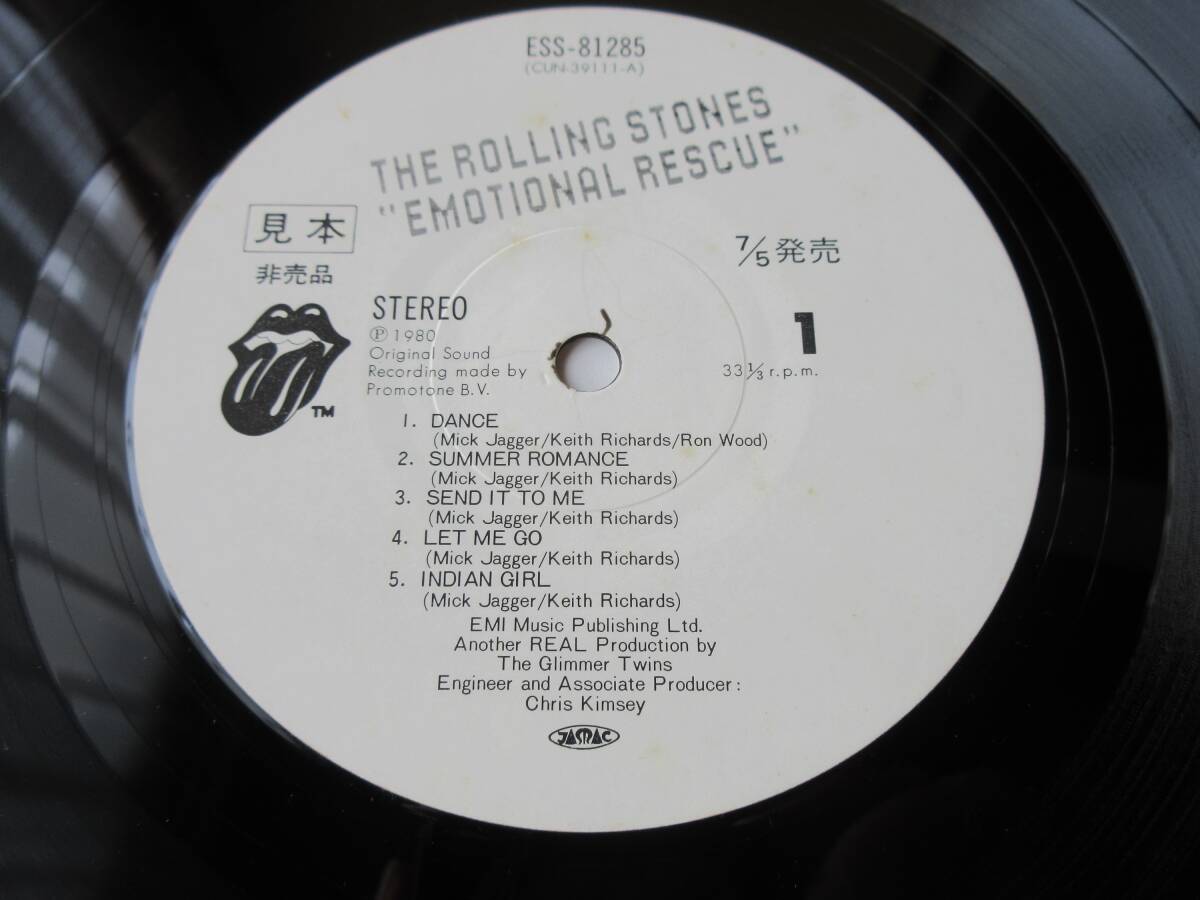 ESS-81285
(CUN-39111-A)
THE ROLLING STONES
"EMOTIONAL RESCUE"
見本
非売品
7/5発売
STEREO
Ⓟ1980
Original Sound
Recording made by
Promotone B.V.
1
33 1/3 r.p.m.
TM
1. DANCE
(Mick Jagger/Keith Richards/Ron Wood)
2. SUMMER ROMANCE
(Mick Jagger/Keith Richards)
3. SEND IT TO ME
(Mick Jagger/Keith Richards)
4. LET ME GO
(Mick Jagger/Keith Richards)
5. INDIAN GIRL
(Mick Jagger/Keith Richards)
EMI Music Publishing Ltd.
Another REAL Production by
The Glimmer Twins
Engineer and Associate Producer:
Chris Kimsey
JASRAC